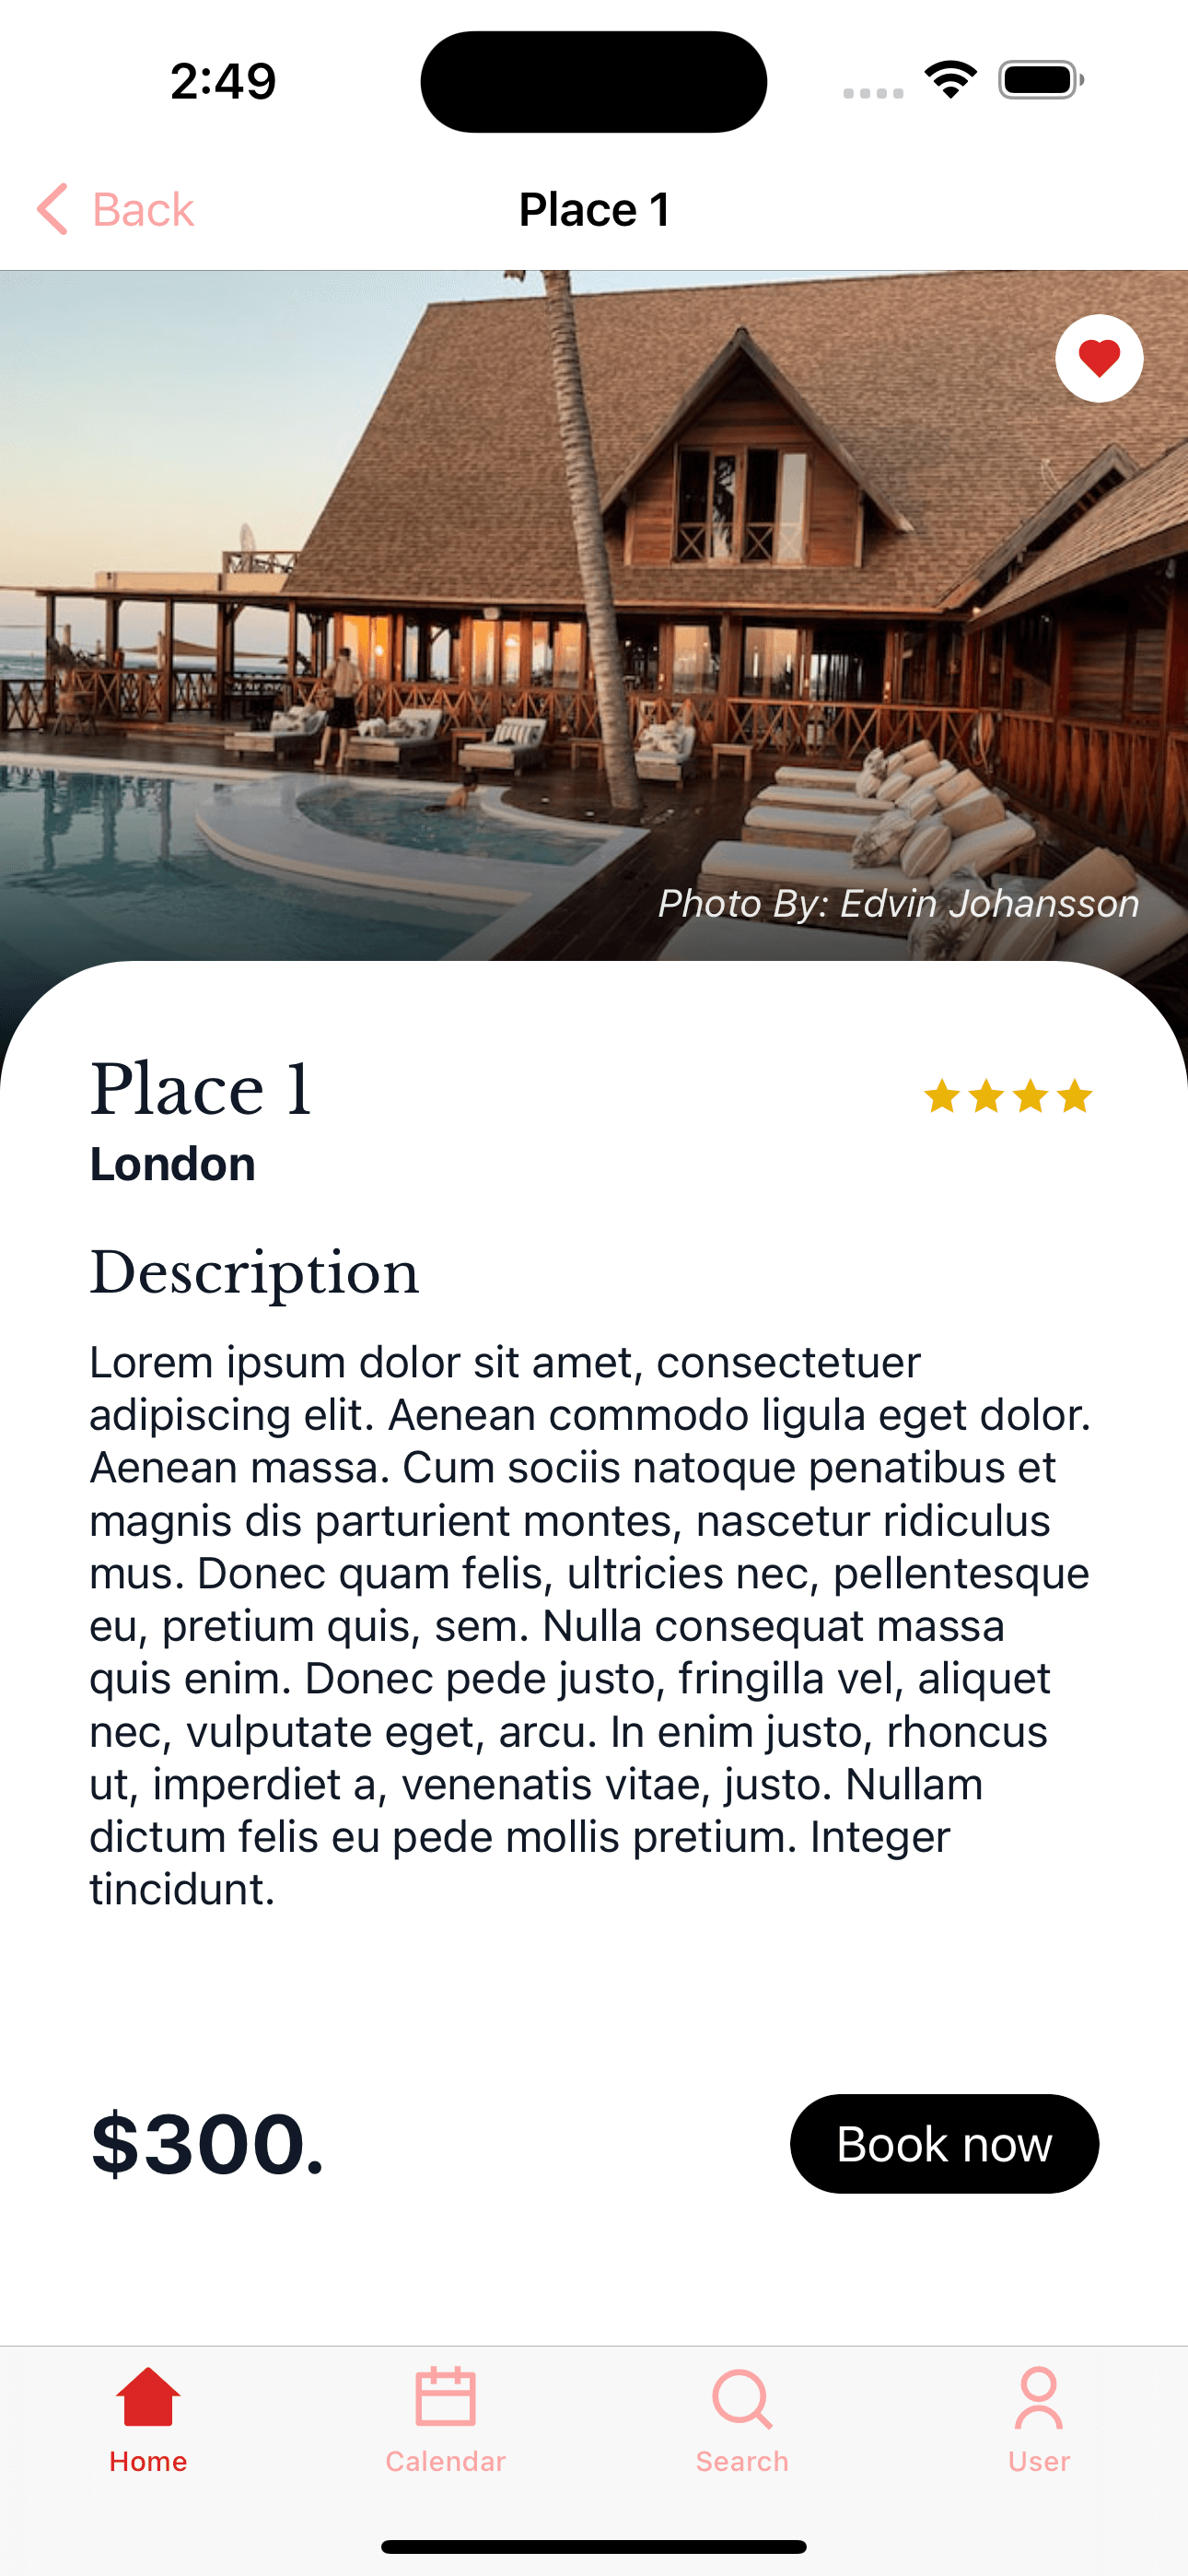 2:49
Back
Place 1
Photo By: Edvin Johansson
Place 1
London
Description
Lorem ipsum dolor sit amet, consectetuer
adipiscing elit. Aenean commodo ligula eget dolor.
Aenean massa. Cum sociis natoque penatibus et
magnis dis parturient montes, nascetur ridiculus
mus. Donec quam felis, ultricies nec, pellentesque
eu, pretium quis, sem. Nulla consequat massa
quis enim. Donec pede justo, fringilla vel, aliquet
nec, vulputate eget, arcu. In enim justo, rhoncus
ut, imperdiet a, venenatis vitae, justo. Nullam
dictum felis eu pede mollis pretium. Integer
tincidunt.
$300.
Book now
Home
Calendar
Search
User